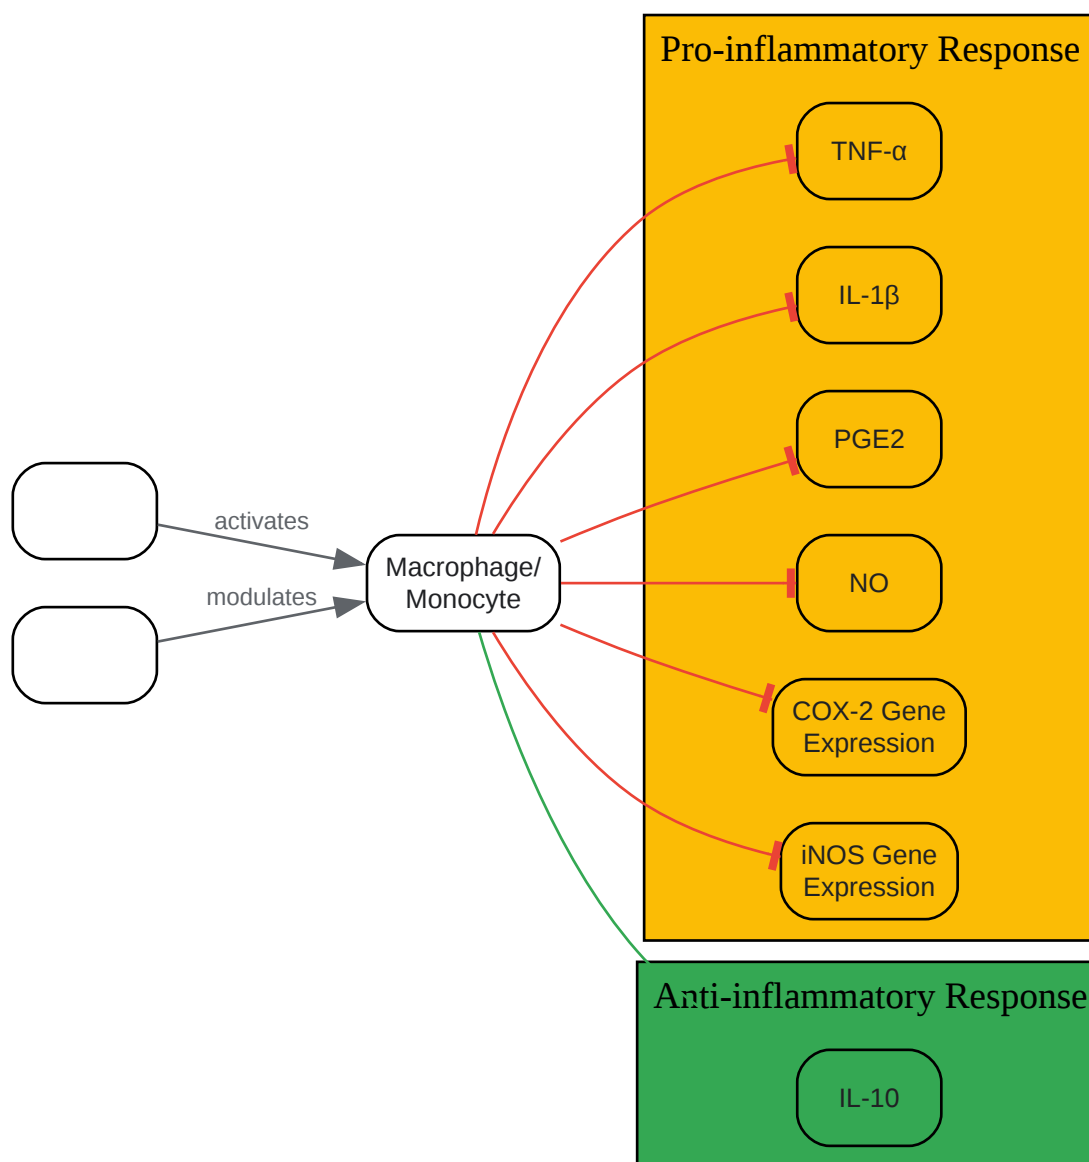 Pro-inflammatory Response
TNF-α
IL-1β
PGE2
activates
modulates
Macrophage/
Monocyte
NO
COX-2 Gene
Expression
iNOS Gene
Expression
Anti-inflammatory Response
IL-10